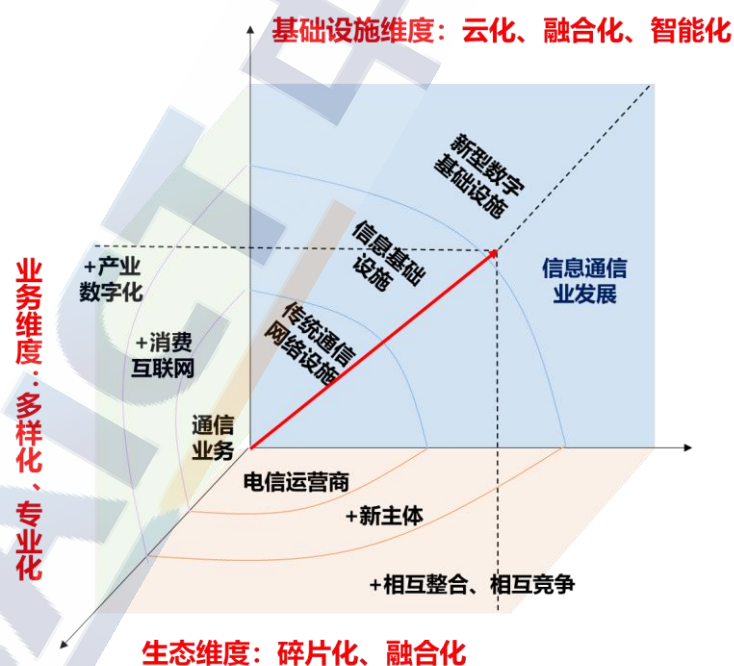 基础设施维度：云化、融合化、智能化
新型数字
基础设施
信息基础
设施
传统通信
网络设施
信息通信
业发展
+产业
数字化
+消费
互联网
通信
业务
业务维度：多样化、专业化
电信运营商
+新主体
+相互整合、相互竞争
生态维度：碎片化、融合化